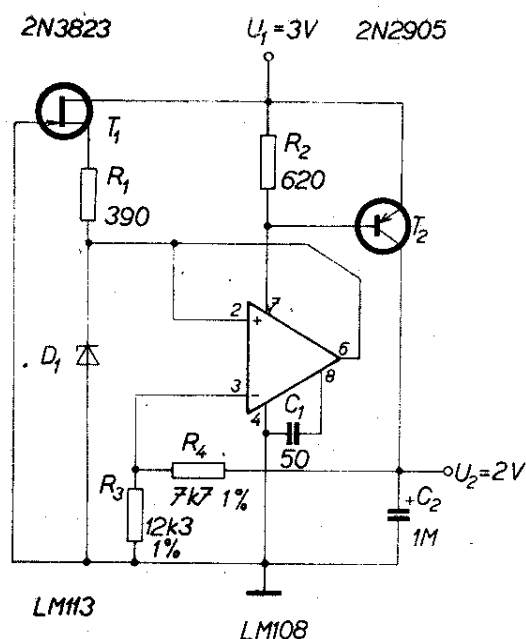 2N3823
U₁=3V
2N2905
T₁
R₂
620
R₁
390
T₂
7
2
+
6
D₁
3
−
8
4
C₁
50
R₄
7k7 1%
U₂=2V
R₃
12k3
1%
+C₂
1M
LM113
LM108